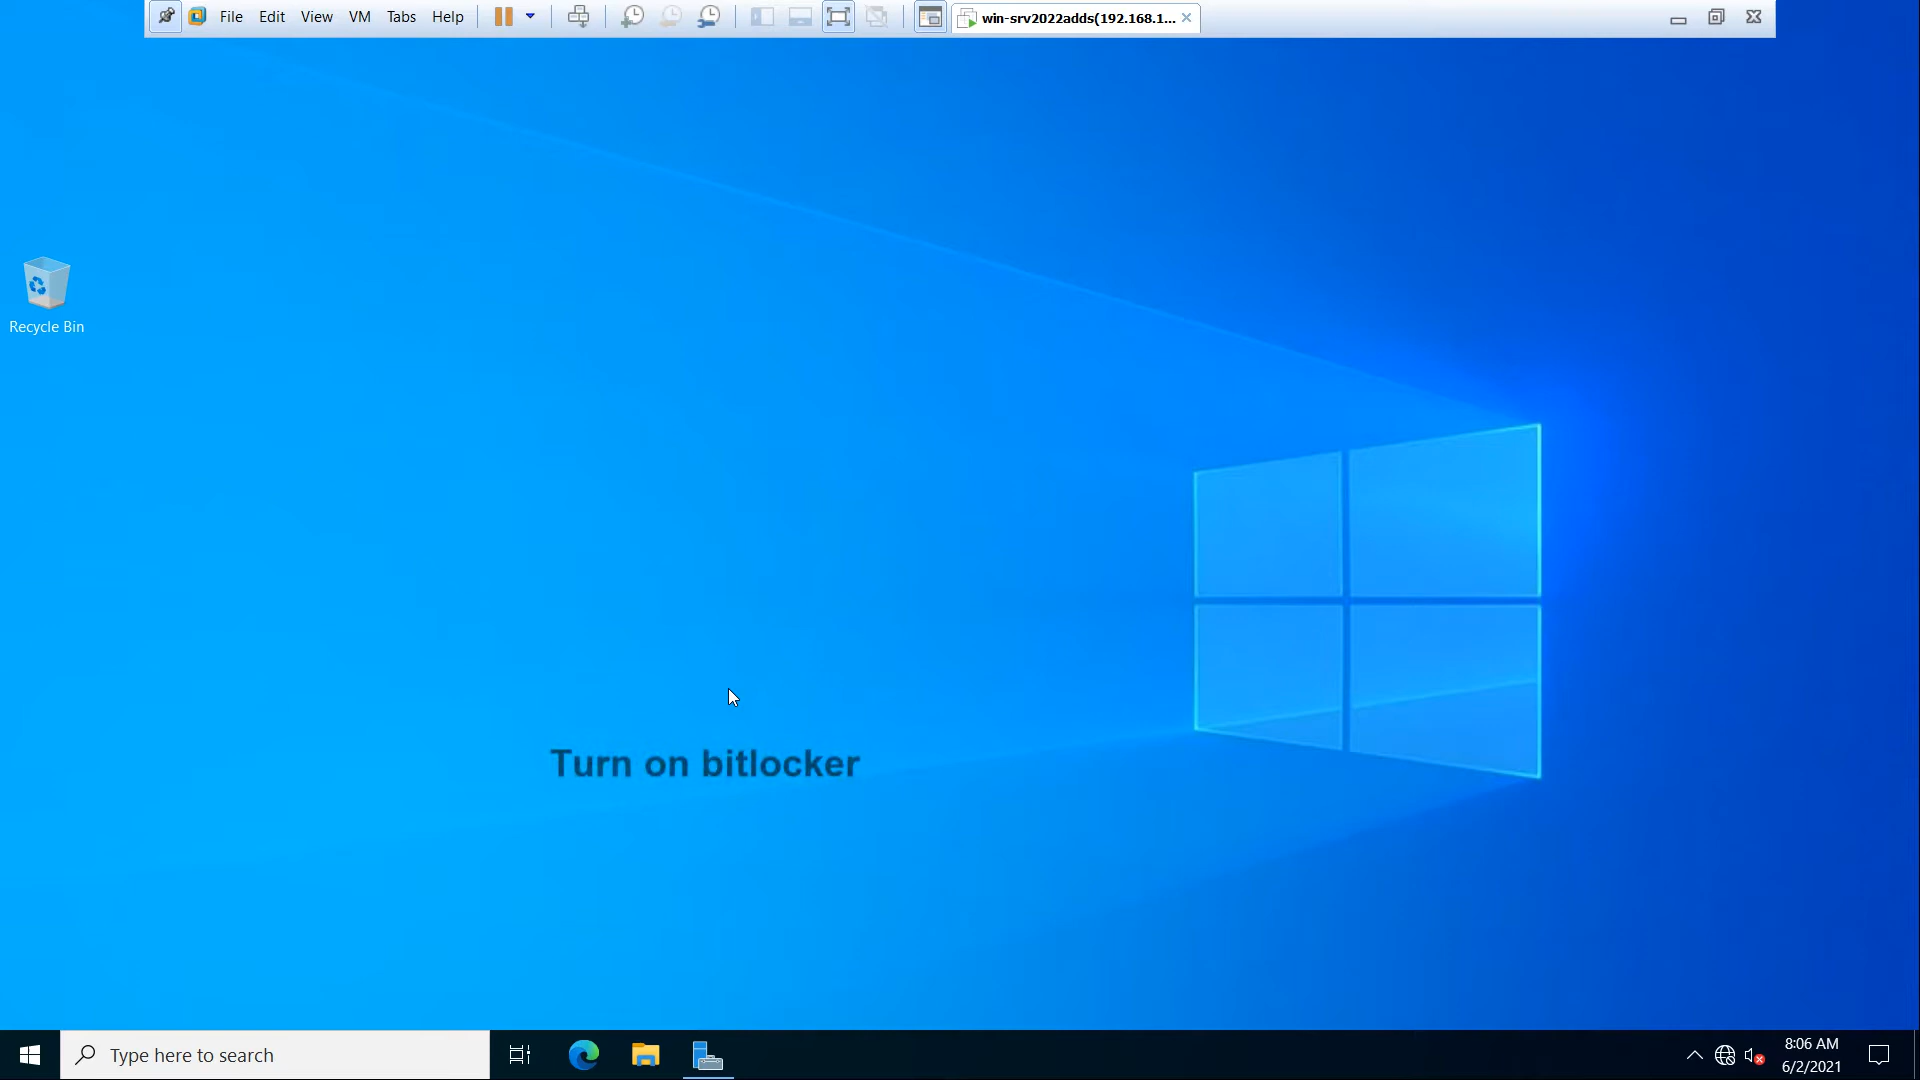 File Edit View VM Tabs Help
win-srv2022adds(192.168.1...
Recycle Bin
Turn on bitlocker
Type here to search
8:06 AM
6/2/2021